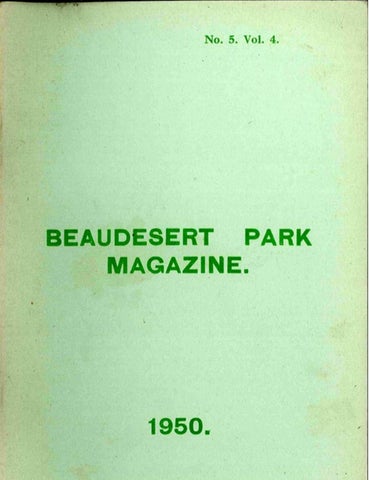 No. 5. Vol. 4.
BEAUDESERT PARK
MAGAZINE.
1950.